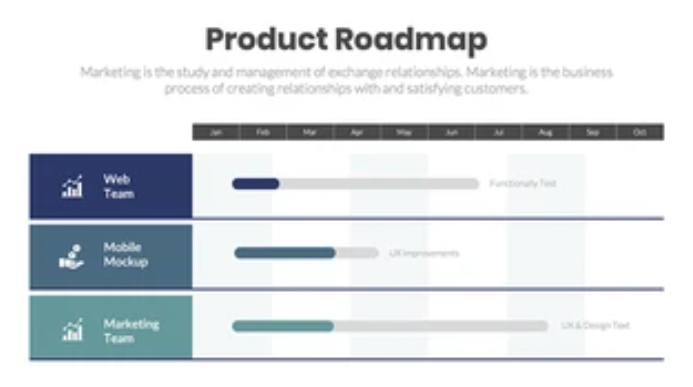 Product Roadmap
Marketing is the study and management of exchange relationships. Marketing is the business
process of creating relationships with and satisfying customers.
Jan Feb Mar Apr May Jun Jul Aug Sep Oct
Web
Team
Functionaly Test
Mobile
Mockup
UX Improvements
Marketing
Team
UX & Design Test